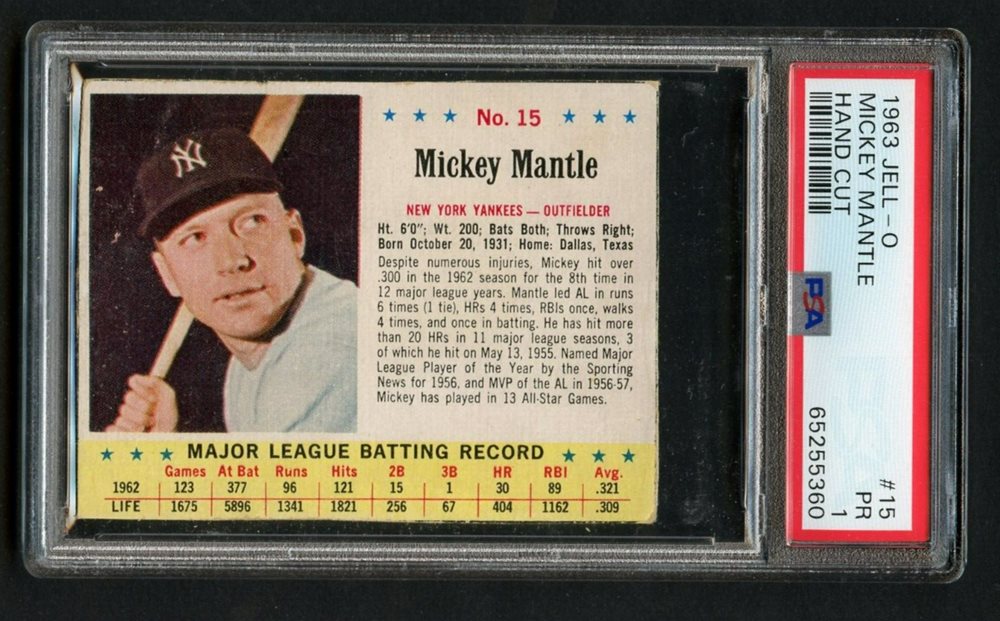 NY
★ ★ ★ No. 15 ★ ★ ★
Mickey Mantle
NEW YORK YANKEES — OUTFIELDER
Ht. 6'0"; Wt. 200; Bats Both; Throws Right;
Born October 20, 1931; Home: Dallas, Texas
Despite numerous injuries, Mickey hit over
.300 in the 1962 season for the 8th time in
12 major league years. Mantle led AL in runs
6 times (1 tie), HRs 4 times, RBIs once, walks
4 times, and once in batting. He has hit more
than 20 HRs in 11 major league seasons, 3
of which he hit on May 13, 1955. Named Major
League Player of the Year by the Sporting
News for 1956, and MVP of the AL in 1956-57,
Mickey has played in 13 All-Star Games.
★ ★ ★ MAJOR LEAGUE BATTING RECORD ★ ★ ★
Games At Bat Runs Hits 2B 3B HR RBI Avg.
1962 123 377 96 121 15 1 30 89 .321
LIFE 1675 5896 1341 1821 256 67 404 1162 .309
1963 JELL-O #15
MICKEY MANTLE PR
HAND CUT 1
PSA
65255360